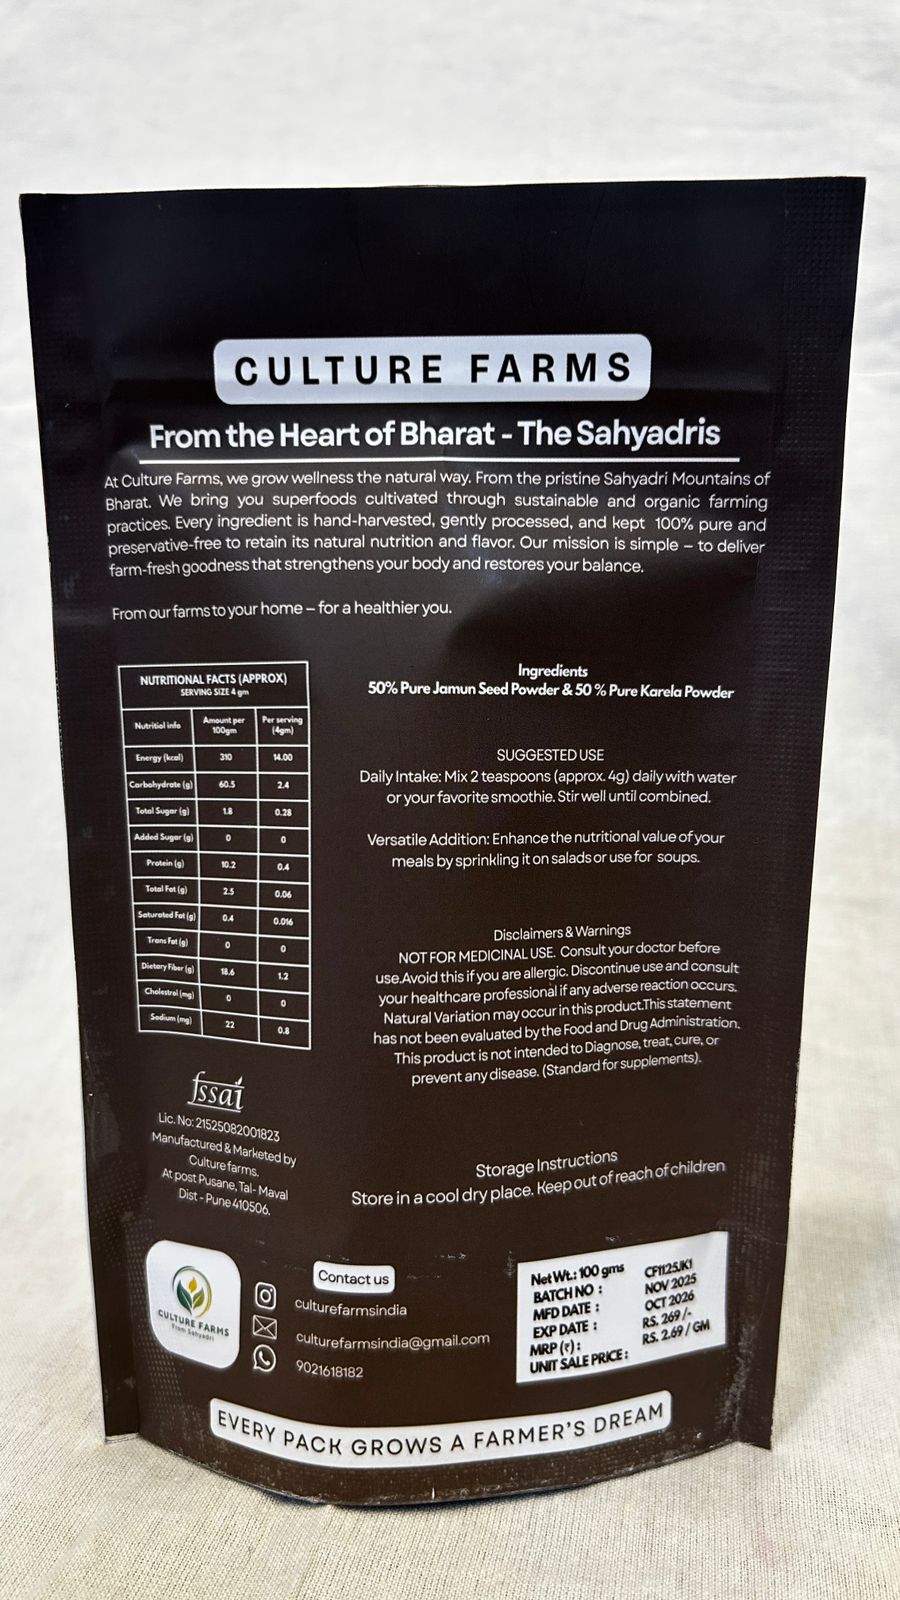 CULTURE FARMS
From the Heart of Bharat - The Sahyadris
At Culture Farms, we grow wellness the natural way. From the pristine Sahyadri Mountains of
Bharat. We bring you superfoods cultivated through sustainable and organic farming
practices. Every ingredient is hand-harvested, gently processed, and kept 100% pure and
preservative-free to retain its natural nutrition and flavor. Our mission is simple – to deliver
farm-fresh goodness that strengthens your body and restores your balance.
From our farms to your home – for a healthier you.
NUTRITIONAL FACTS (APPROX)
SERVING SIZE 4 gm
Nutritiol info Amount per 100gm Per serving (4gm)
Energy (kcal) 310 14.00
Carbohydrate (g) 60.5 2.4
Total Sugar (g) 1.8 0.28
Added Sugar (g) 0 0
Protein (g) 10.2 0.4
Total Fat (g) 2.5 0.06
Saturated Fat (g) 0.4 0.016
Trans Fat (g) 0 0
Dietary Fiber (g) 18.6 1.2
Cholestrol (mg) 0 0
Sodium (mg) 22 0.8
Ingredients
50% Pure Jamun Seed Powder & 50 % Pure Karela Powder
SUGGESTED USE
Daily Intake: Mix 2 teaspoons (approx. 4g) daily with water
or your favorite smoothie. Stir well until combined.
Versatile Addition: Enhance the nutritional value of your
meals by sprinkling it on salads or use for soups.
Disclaimers & Warnings
NOT FOR MEDICINAL USE. Consult your doctor before
use.Avoid this if you are allergic. Discontinue use and consult
your healthcare professional if any adverse reaction occurs.
Natural Variation may occur in this product.This statement
has not been evaluated by the Food and Drug Administration.
This product is not intended to Diagnose, treat, cure, or
prevent any disease. (Standard for supplements).
fssai
Lic. No: 21525082001823
Manufactured & Marketed by
Culture farms.
At post Pusane, Tal- Maval
Dist - Pune 410506.
Storage Instructions
Store in a cool dry place. Keep out of reach of children
CULTURE FARMS
From Sahyadri
Contact us
culturefarmsindia
culturefarmsindia@gmail.com
9021618182
Net Wt.: 100 gms
BATCH NO : CF1125JK1
MFD DATE : NOV 2025
EXP DATE : OCT 2026
MRP (₹) : RS. 269 /-
UNIT SALE PRICE : RS. 2.69 / GM
EVERY PACK GROWS A FARMER'S DREAM